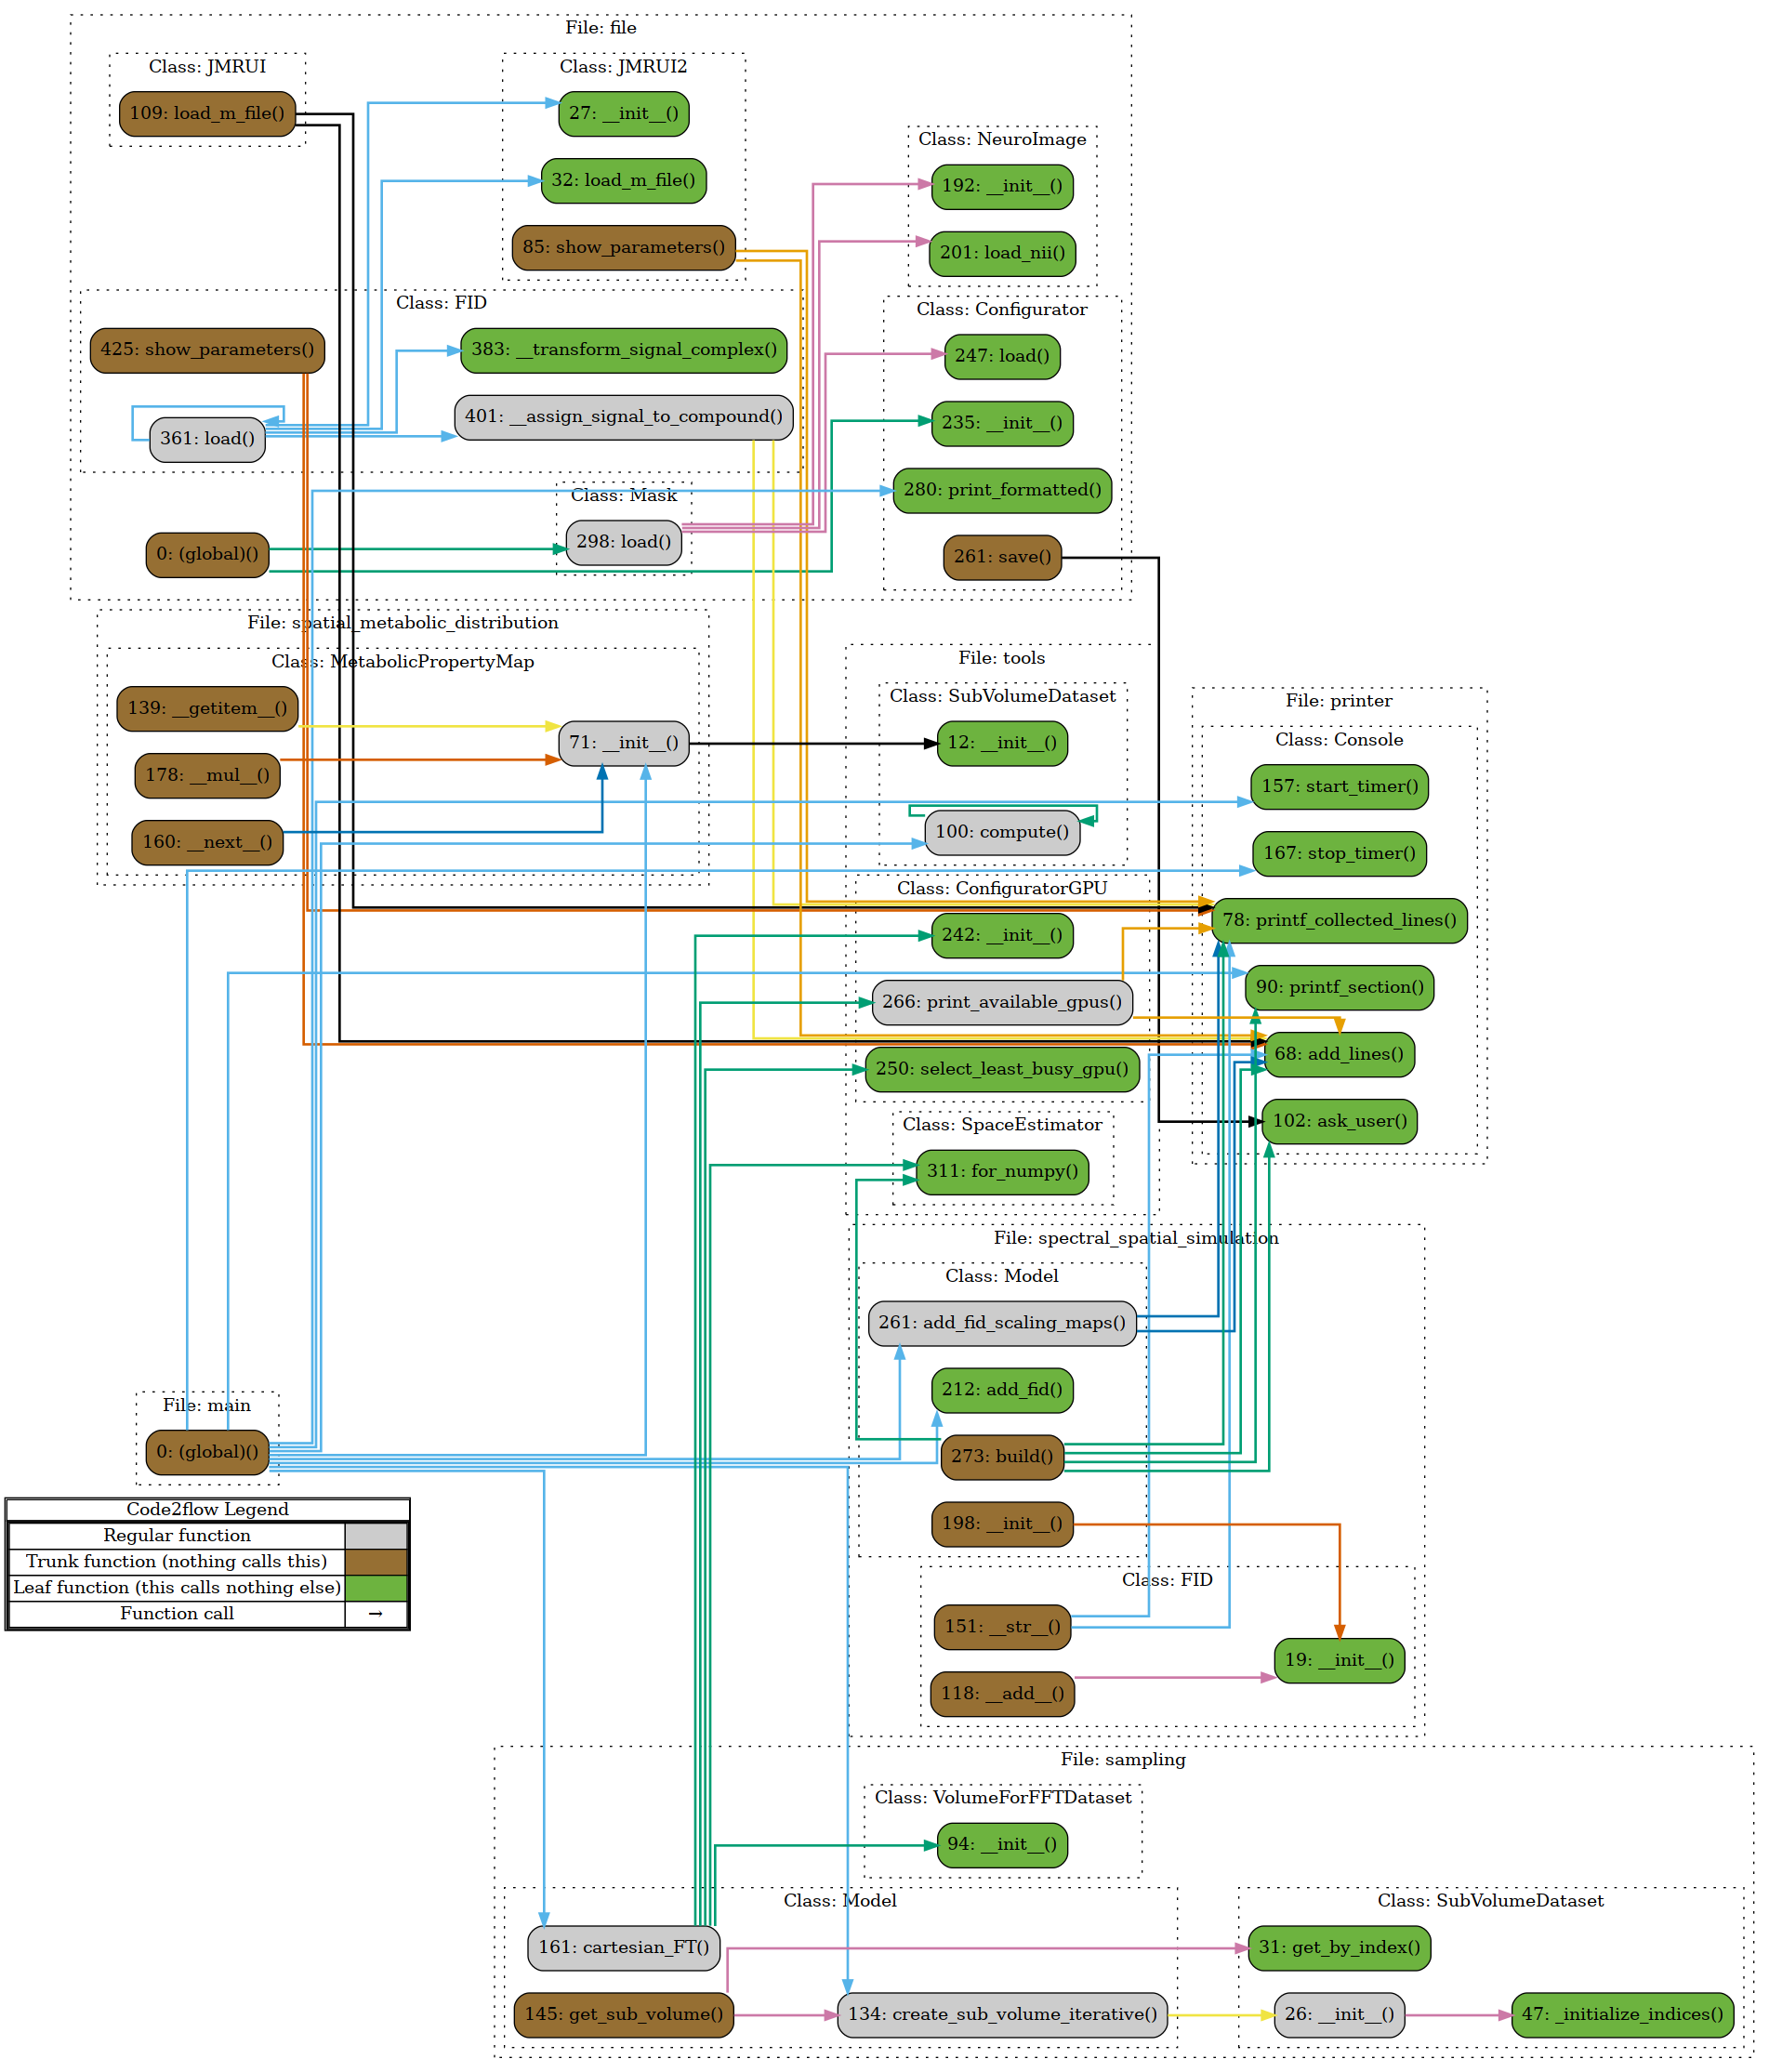 File: file
Class: JMRUI
109: load_m_file()
Class: JMRUI2
27: __init__()
32: load_m_file()
85: show_parameters()
Class: NeuroImage
192: __init__()
201: load_nii()
Class: FID
425: show_parameters()
383: __transform_signal_complex()
361: load()
401: __assign_signal_to_compound()
Class: Configurator
247: load()
235: __init__()
280: print_formatted()
261: save()
Class: Mask
298: load()
0: (global)()
File: spatial_metabolic_distribution
Class: MetabolicPropertyMap
139: __getitem__()
71: __init__()
178: __mul__()
160: __next__()
File: tools
Class: SubVolumeDataset
12: __init__()
100: compute()
Class: ConfiguratorGPU
242: __init__()
266: print_available_gpus()
250: select_least_busy_gpu()
Class: SpaceEstimator
311: for_numpy()
File: printer
Class: Console
157: start_timer()
167: stop_timer()
78: printf_collected_lines()
90: printf_section()
68: add_lines()
102: ask_user()
File: spectral_spatial_simulation
Class: Model
261: add_fid_scaling_maps()
212: add_fid()
273: build()
198: __init__()
Class: FID
151: __str__()
19: __init__()
118: __add__()
File: main
0: (global)()
Code2flow Legend
Regular function
Trunk function (nothing calls this)
Leaf function (this calls nothing else)
Function call →
File: sampling
Class: VolumeForFFTDataset
94: __init__()
Class: Model
161: cartesian_FT()
145: get_sub_volume()
134: create_sub_volume_iterative()
Class: SubVolumeDataset
31: get_by_index()
26: __init__()
47: _initialize_indices()